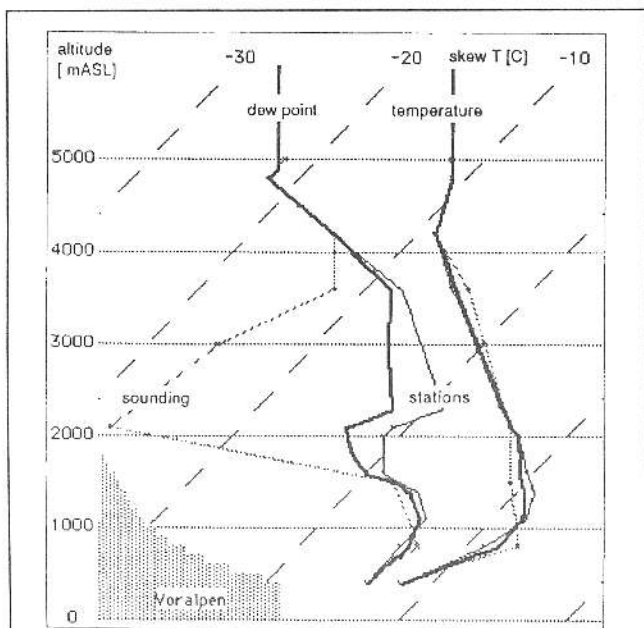 altitude -30 -20 skew T [C] -10
[ mASL]
dew point temperature
5000
4000
3000
sounding stations
2000
1000
Voralpen
0